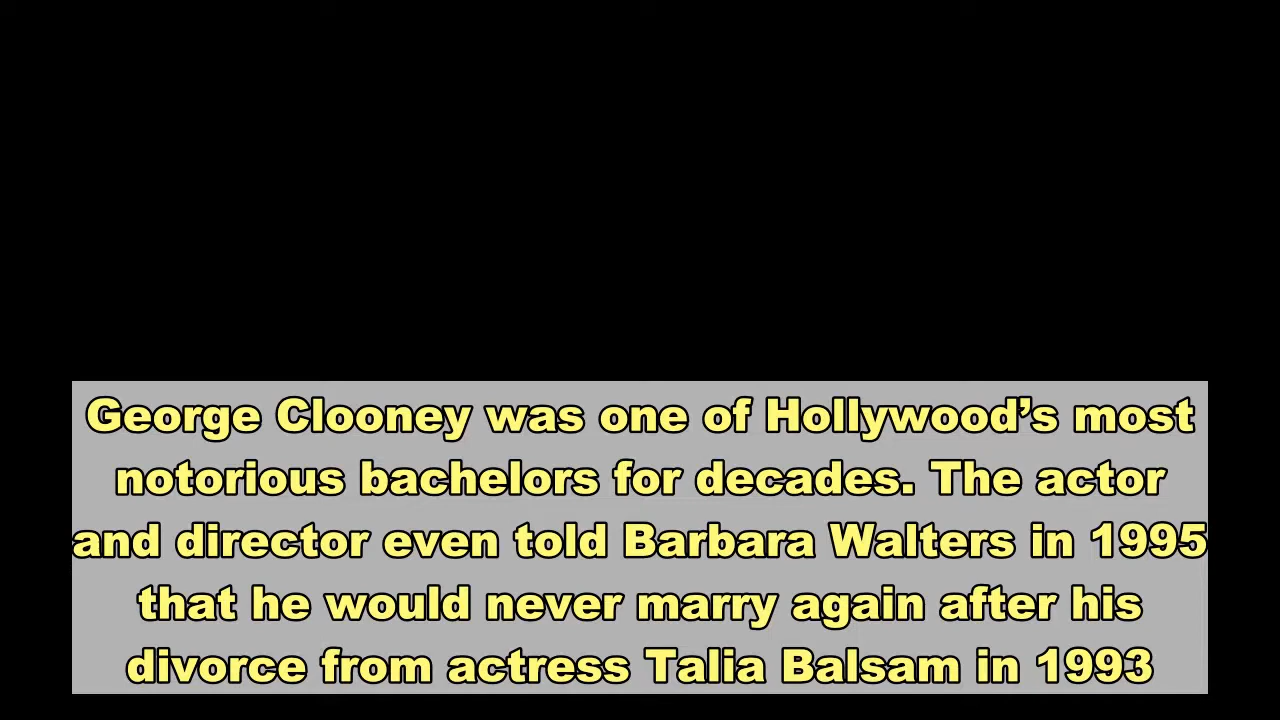 George Clooney was one of Hollywood’s most
notorious bachelors for decades. The actor
and director even told Barbara Walters in 1995
that he would never marry again after his
divorce from actress Talia Balsam in 1993